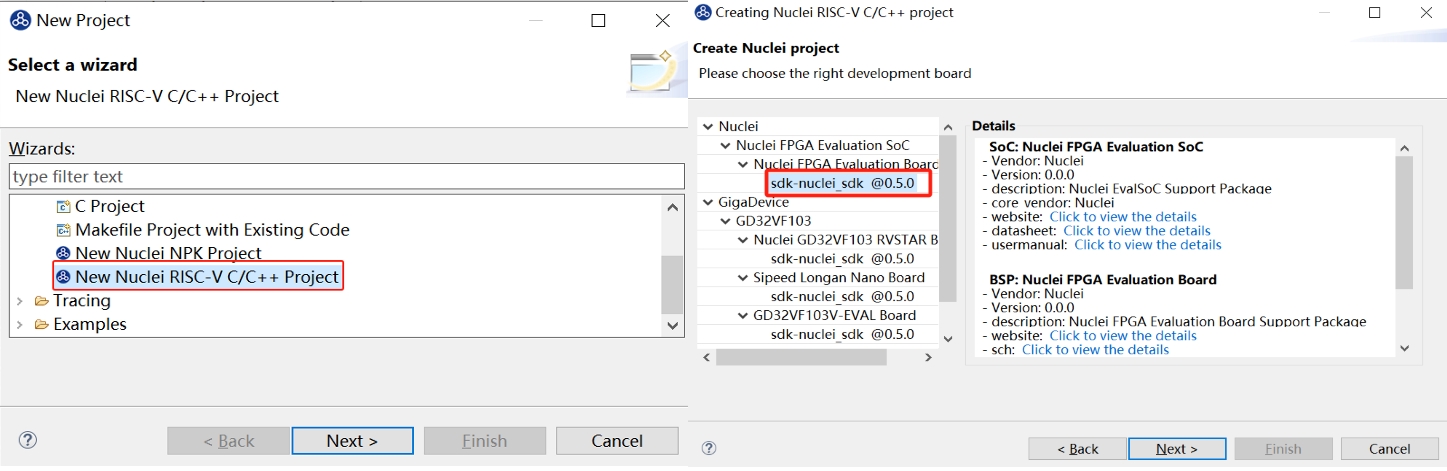 New Project
Select a wizard
New Nuclei RISC-V C/C++ Project
Wizards:
type filter text
C Project
Makefile Project with Existing Code
New Nuclei NPK Project
New Nuclei RISC-V C/C++ Project
Tracing
Examples
< Back
Next >
Finish
Cancel
Creating Nuclei RISC-V C/C++ project
Create Nuclei project
Please choose the right development board
Nuclei
Nuclei FPGA Evaluation SoC
Nuclei FPGA Evaluation Board
sdk-nuclei_sdk @0.5.0
GigaDevice
GD32VF103
Nuclei GD32VF103 RVSTAR B
sdk-nuclei_sdk @0.5.0
Sipeed Longan Nano Board
sdk-nuclei_sdk @0.5.0
GD32VF103V-EVAL Board
sdk-nuclei_sdk @0.5.0
Details
SoC: Nuclei FPGA Evaluation SoC
- Vendor: Nuclei
- Version: 0.0.0
- description: Nuclei EvalSoC Support Package
- core_vendor: Nuclei
- website: Click to view the details
- datasheet: Click to view the details
- usermanual: Click to view the details
BSP: Nuclei FPGA Evaluation Board
- Vendor: Nuclei
- Version: 0.0.0
- description: Nuclei FPGA Evaluation Board Support Package
- website: Click to view the details
- sch: Click to view the details
< Back
Next >
Finish
Cancel